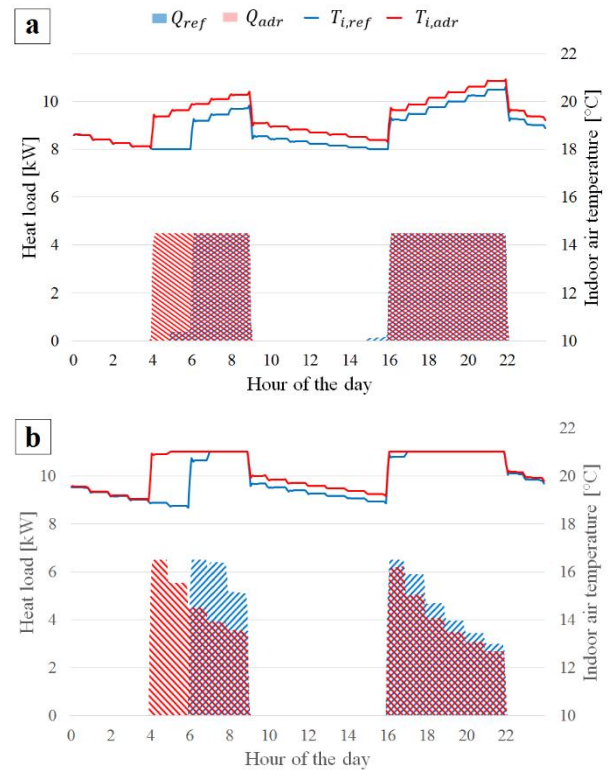 a
Q_ref Q_adr T_i,ref T_i,adr
22
10 20
8 18
6 16
4 14
2 12
0 10
Heat load [kW]
Indoor air temperature [°C]
0 2 4 6 8 10 12 14 16 18 20 22
Hour of the day
b
22
10 20
8 18
6 16
4 14
2 12
0 10
Heat load [kW]
Indoor air temperature [°C]
0 2 4 6 8 10 12 14 16 18 20 22
Hour of the day